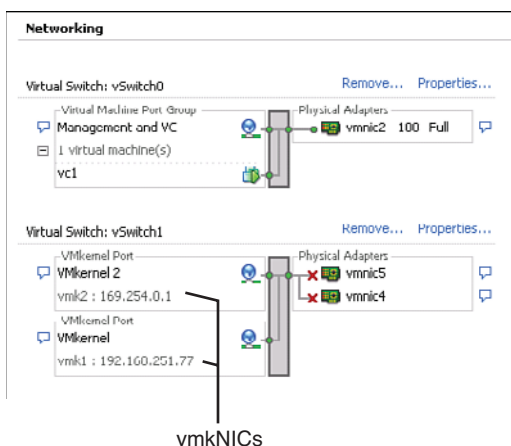 Networking
Virtual Switch: vSwitch0 Remove... Properties...
Virtual Machine Port Group Physical Adapters
Management and VC vmnic2 100 Full
1 virtual machine(s)
vc1
Virtual Switch: vSwitch1 Remove... Properties...
VMkernel Port Physical Adapters
VMkernel 2 vmnic5
vmk2 : 169.254.0.1 vmnic4
VMkernel Port
VMkernel
vmk1 : 192.160.251.77
vmkNICs